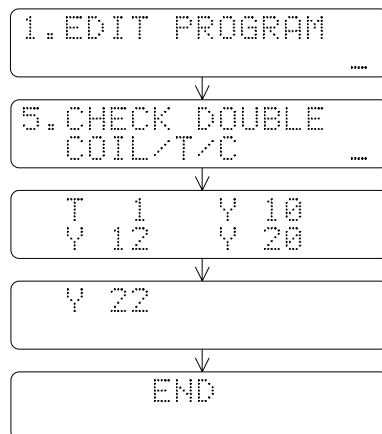 1.EDIT PROGRAM
.....
5.CHECK DOUBLE
COIL/T/C .....
T 1 Y 10
Y 12 Y 20
Y 22
END